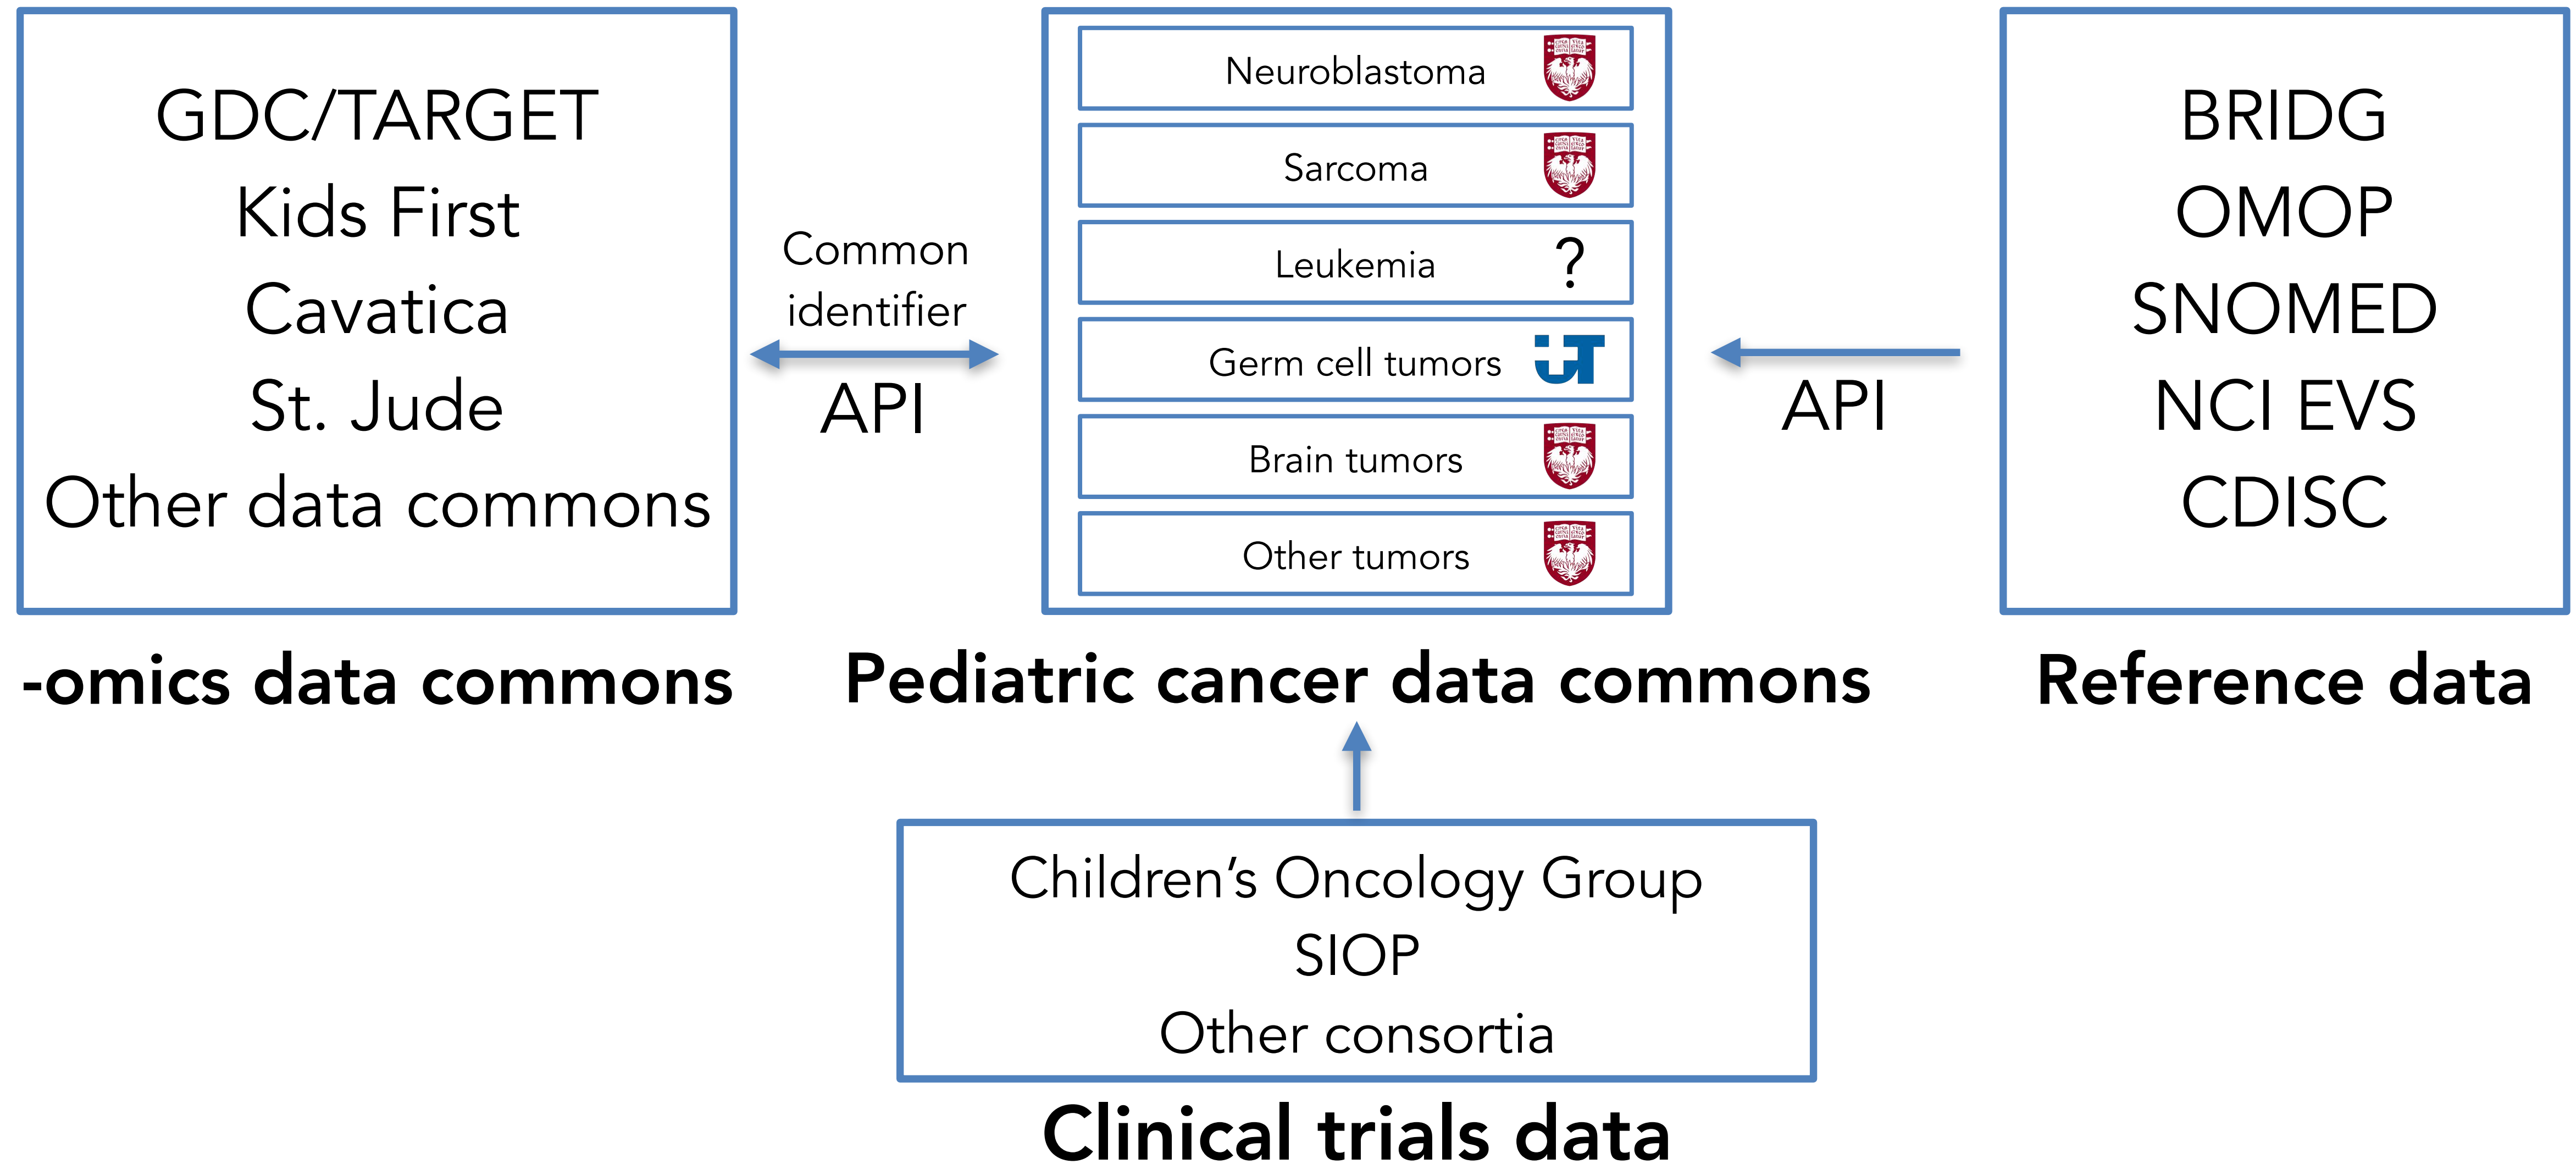 GDC/TARGET
Kids First
Cavatica
St. Jude
Other data commons
-omics data commons
Common
identifier
API
Neuroblastoma
Sarcoma
Leukemia ?
Germ cell tumors UT
Brain tumors
Other tumors
Pediatric cancer data commons
API
BRIDG
OMOP
SNOMED
NCI EVS
CDISC
Reference data
Children’s Oncology Group
SIOP
Other consortia
Clinical trials data